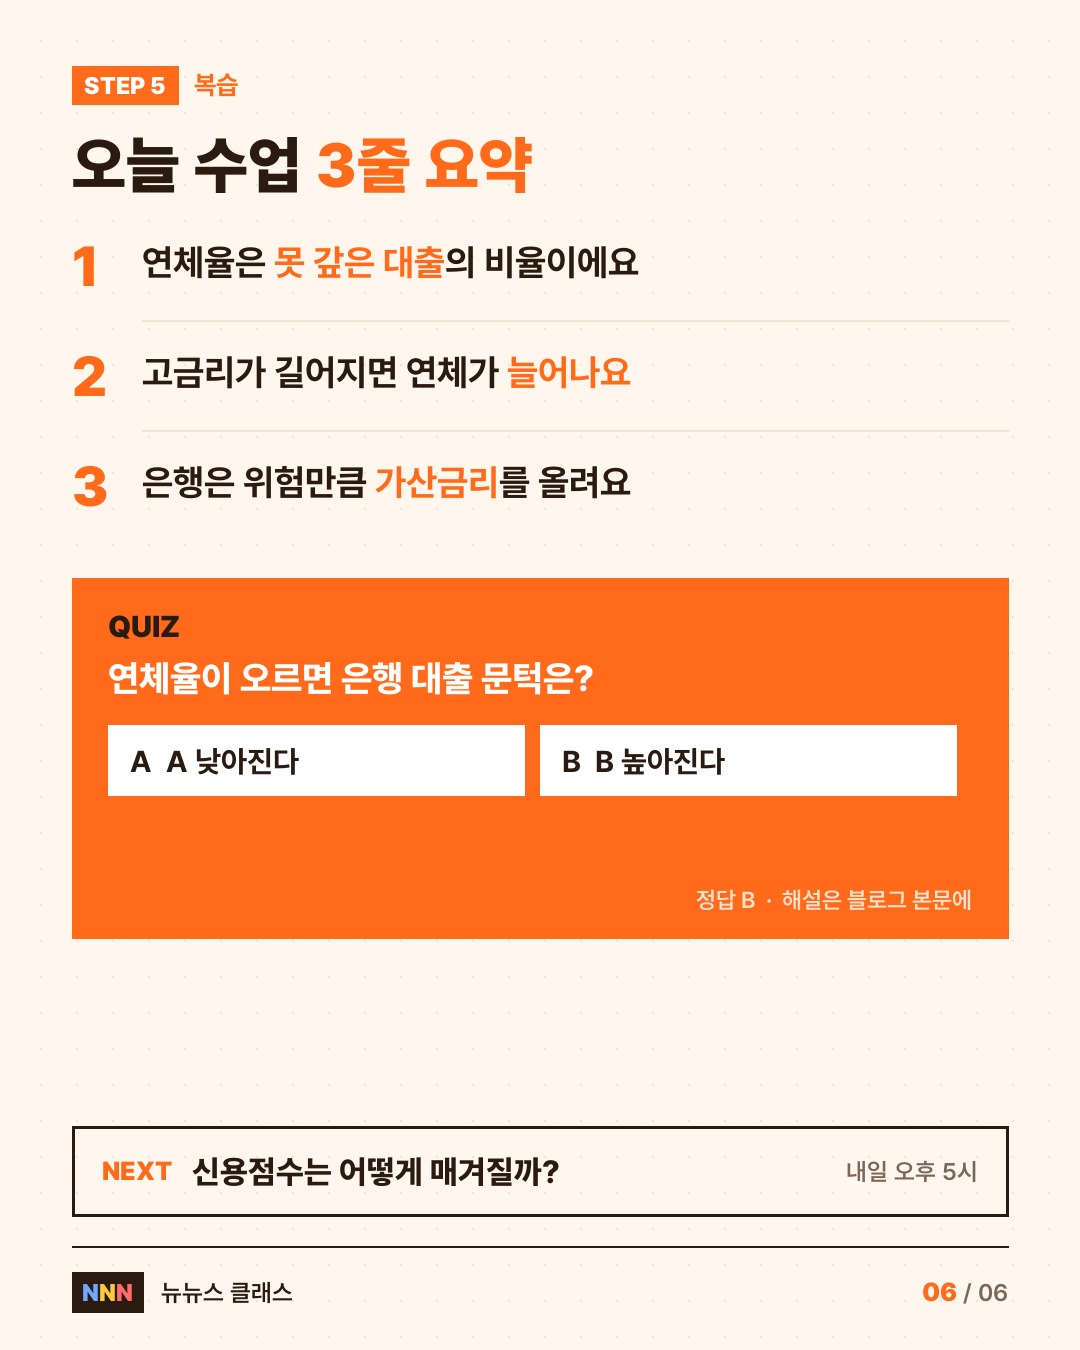 STEP 5 복습
오늘 수업 3줄 요약
1 연체율은 못 갚은 대출의 비율이에요
2 고금리가 길어지면 연체가 늘어나요
3 은행은 위험만큼 가산금리를 올려요
QUIZ
연체율이 오르면 은행 대출 문턱은?
A A 낮아진다 B B 높아진다
정답 B · 해설은 블로그 본문에
NEXT 신용점수는 어떻게 매겨질까? 내일 오후 5시
NNN 뉴뉴스 클래스 06 / 06